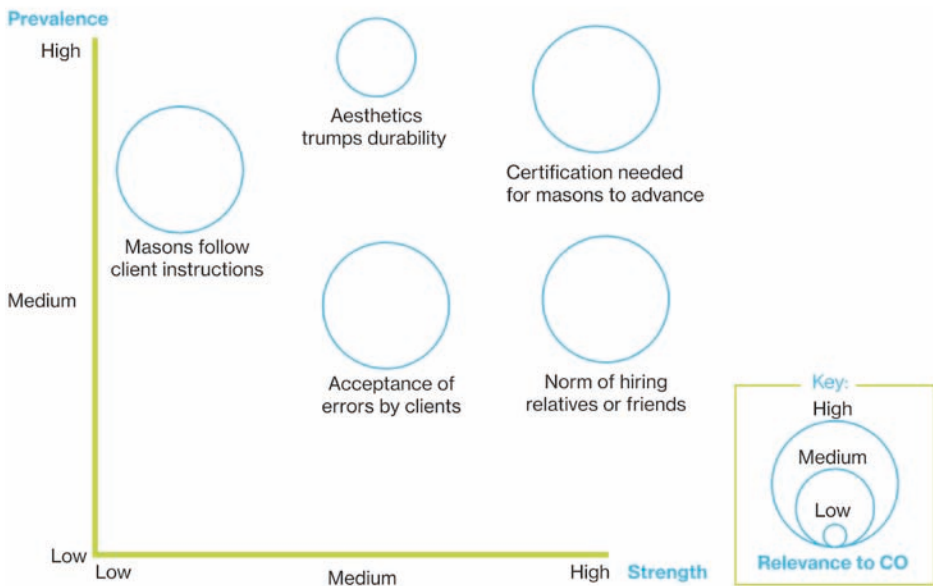 Prevalence
High
Aesthetics
trumps durability
Certification needed
for masons to advance
Masons follow
client instructions
Medium
Acceptance of
errors by clients
Norm of hiring
relatives or friends
Key:
High
Medium
Low
Relevance to CO
Low
Low
Medium
High
Strength